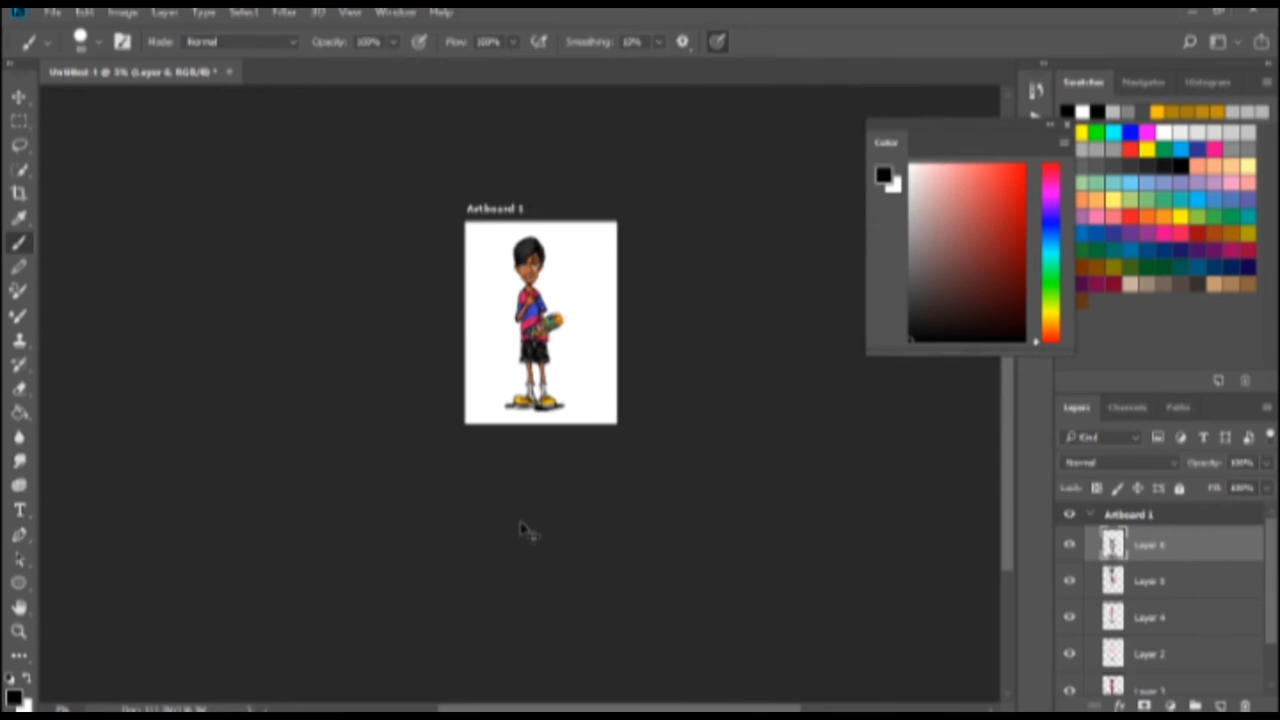 File Edit Image Layer Type Select Filter 3D View Window Help
Mode: Normal Opacity: 100% Flow: 100% Smoothing: 10%
Untitled-1 @ 3% (Layer 6, RGB/8) *
Swatches Navigator Histogram
Color
Artboard 1
Layers Channels Paths
Kind
Normal Opacity: 100%
Lock: Fill: 100%
Artboard 1
Layer 6
Layer 5
Layer 4
Layer 2
Layer 3